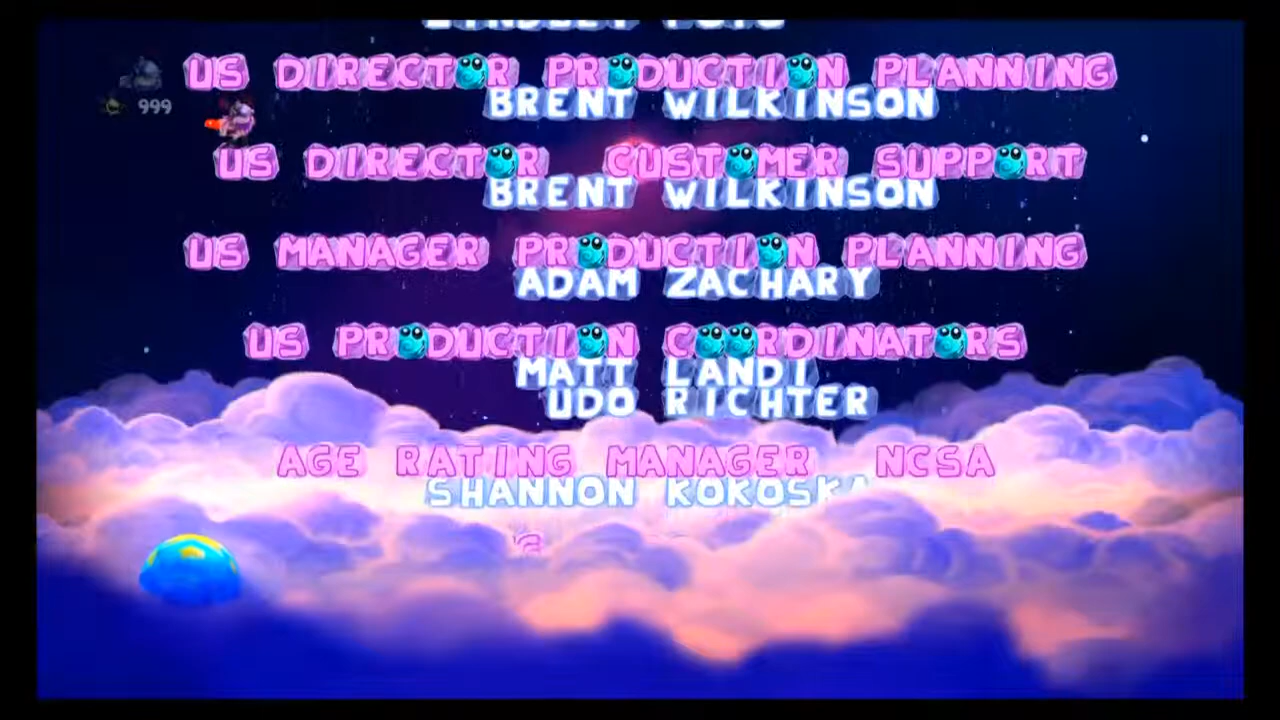 US DIRECTOR PRODUCTION PLANNING
999
BRENT WILKINSON
US DIRECTOR CUSTOMER SUPPORT
BRENT WILKINSON
US MANAGER PRODUCTION PLANNING
ADAM ZACHARY
US PRODUCTION COORDINATORS
MATT LANDI
UDO RICHTER
AGE RATING MANAGER NCSA
SHANNON KOKOSKA